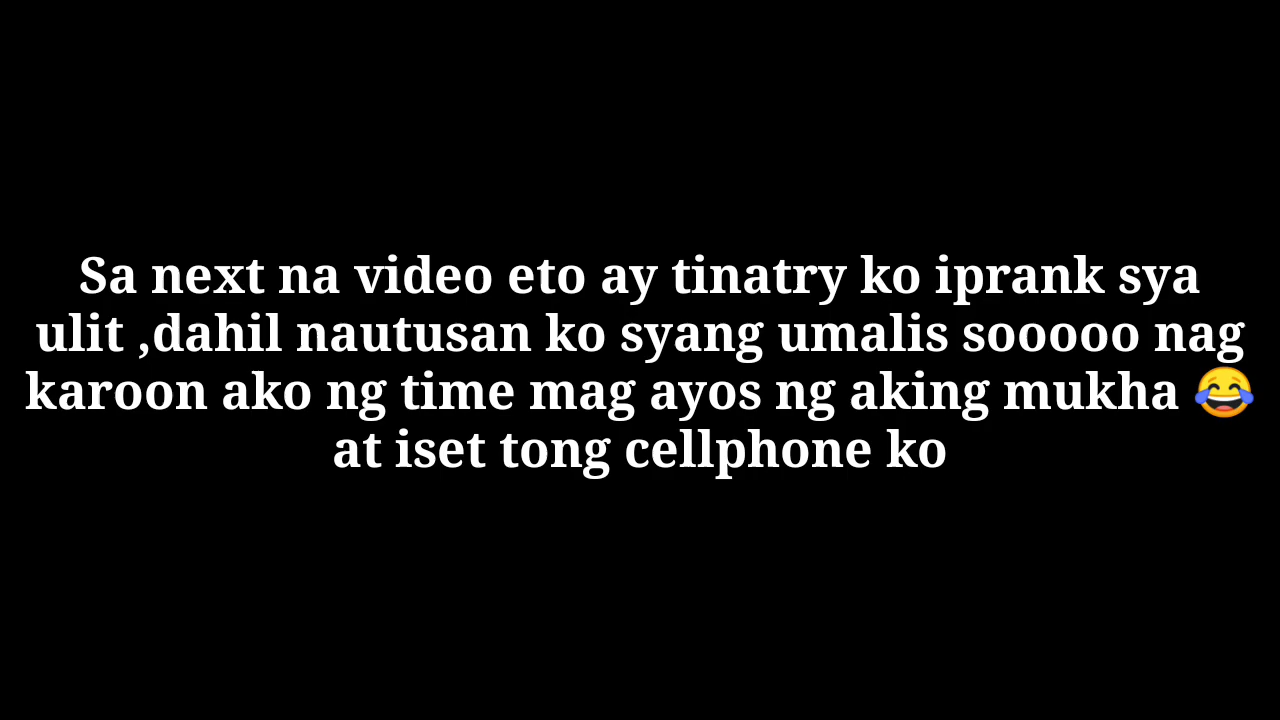 Sa next na video eto ay tinatry ko iprank sya
ulit ,dahil nautusan ko syang umalis sooooo nag
karoon ako ng time mag ayos ng aking mukha 😂
at iset tong cellphone ko